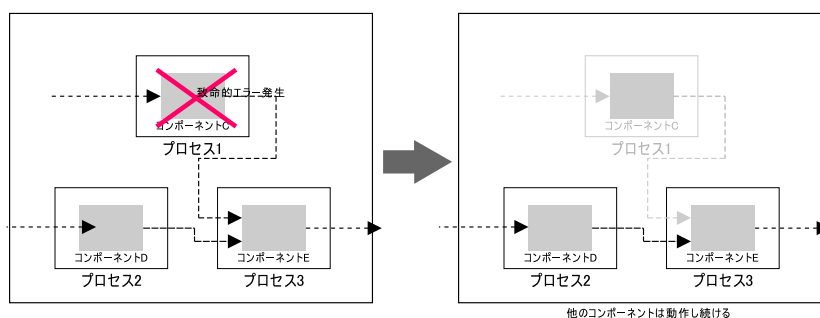 致命的エラー発生
コンポーネントC
プロセス1
コンポーネントD
プロセス2
コンポーネントE
プロセス3
コンポーネントC
プロセス1
コンポーネントD
プロセス2
コンポーネントE
プロセス3
他のコンポーネントは動作し続ける